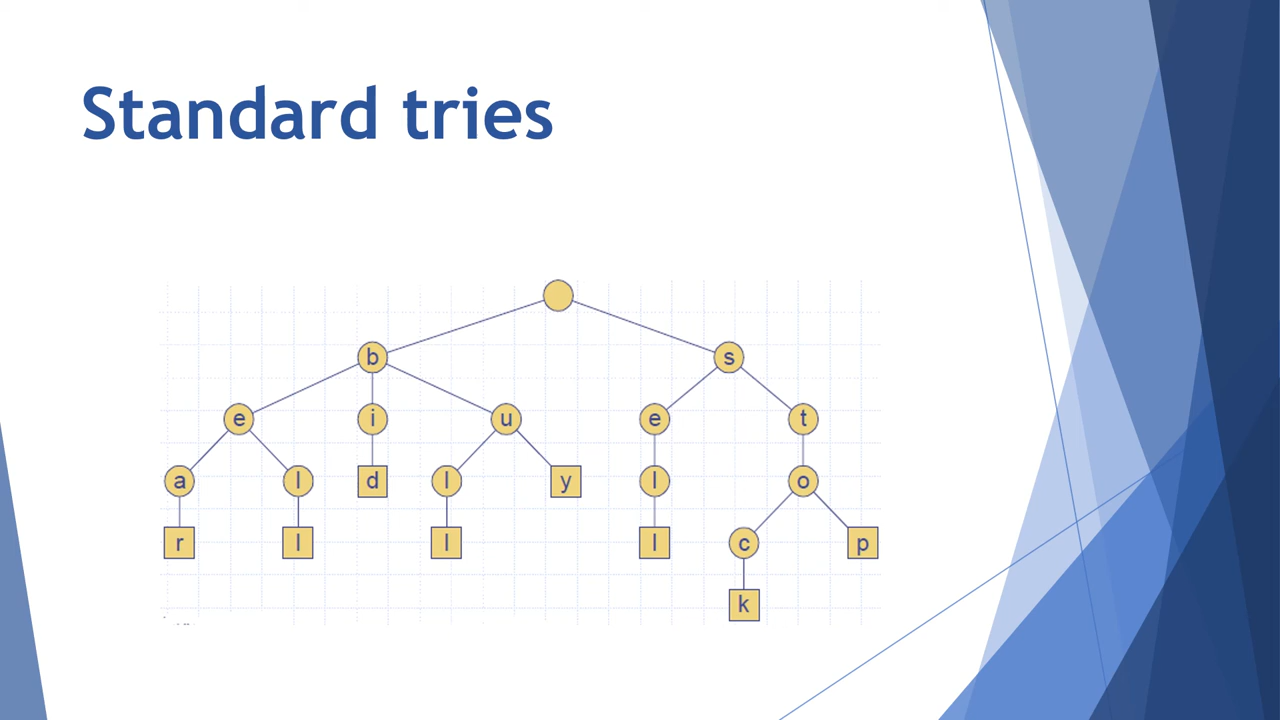 Standard tries
b s
e i u e t
a l d l y l o
r l l l c p
k